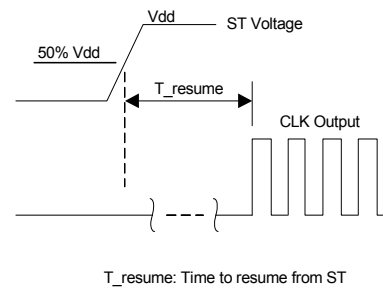 Vdd
ST Voltage
50% Vdd
T_resume
CLK Output
T_resume: Time to resume from ST